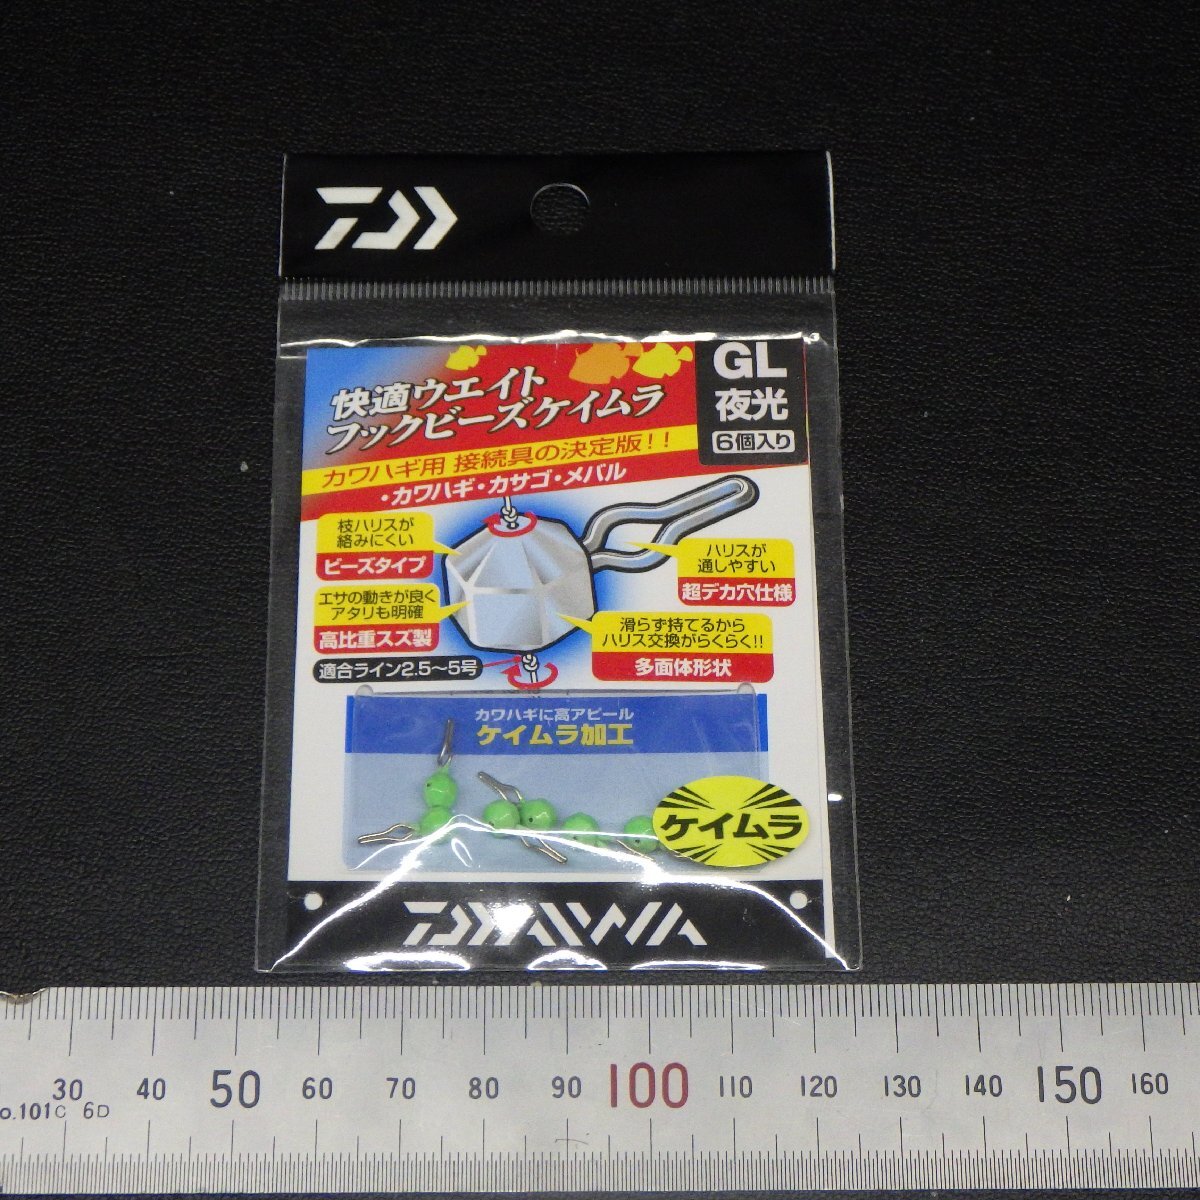 GL
夜光
6個入り
快適ウエイト
フックビーズケイムラ
カワハギ用 接続具の決定版!!
・カワハギ・カサゴ・メバル
枝ハリスが
絡みにくい
ビーズタイプ
ハリスが
通しやすい
超デカ穴仕様
エサの動きが良く
アタリも明確
高比重スズ製
滑らず持てるから
ハリス交換がらくらく!!
多面体形状
適合ライン2.5〜5号
カワハギに高アピール
ケイムラ加工
ケイムラ
DAIWA
30 40 50 60 70 80 90 100 110 120 130 140 150 160
o.101C 6D